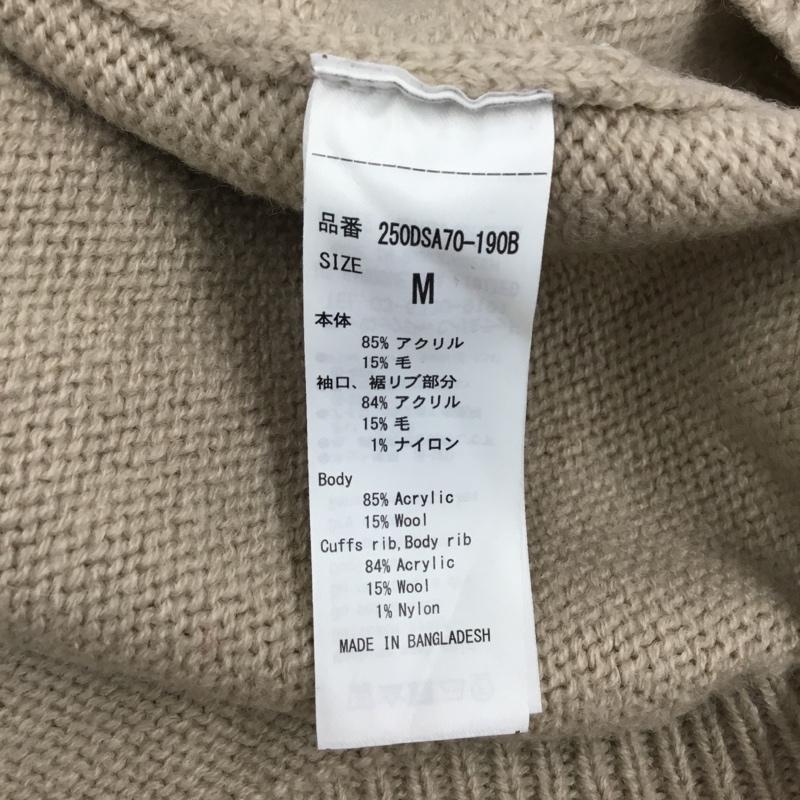 品番 250DSA70-190B
SIZE
M
本体
85% アクリル
15% 毛
袖口、裾リブ部分
84% アクリル
15% 毛
1% ナイロン
Body
85% Acrylic
15% Wool
Cuffs rib,Body rib
84% Acrylic
15% Wool
1% Nylon
MADE IN BANGLADESH